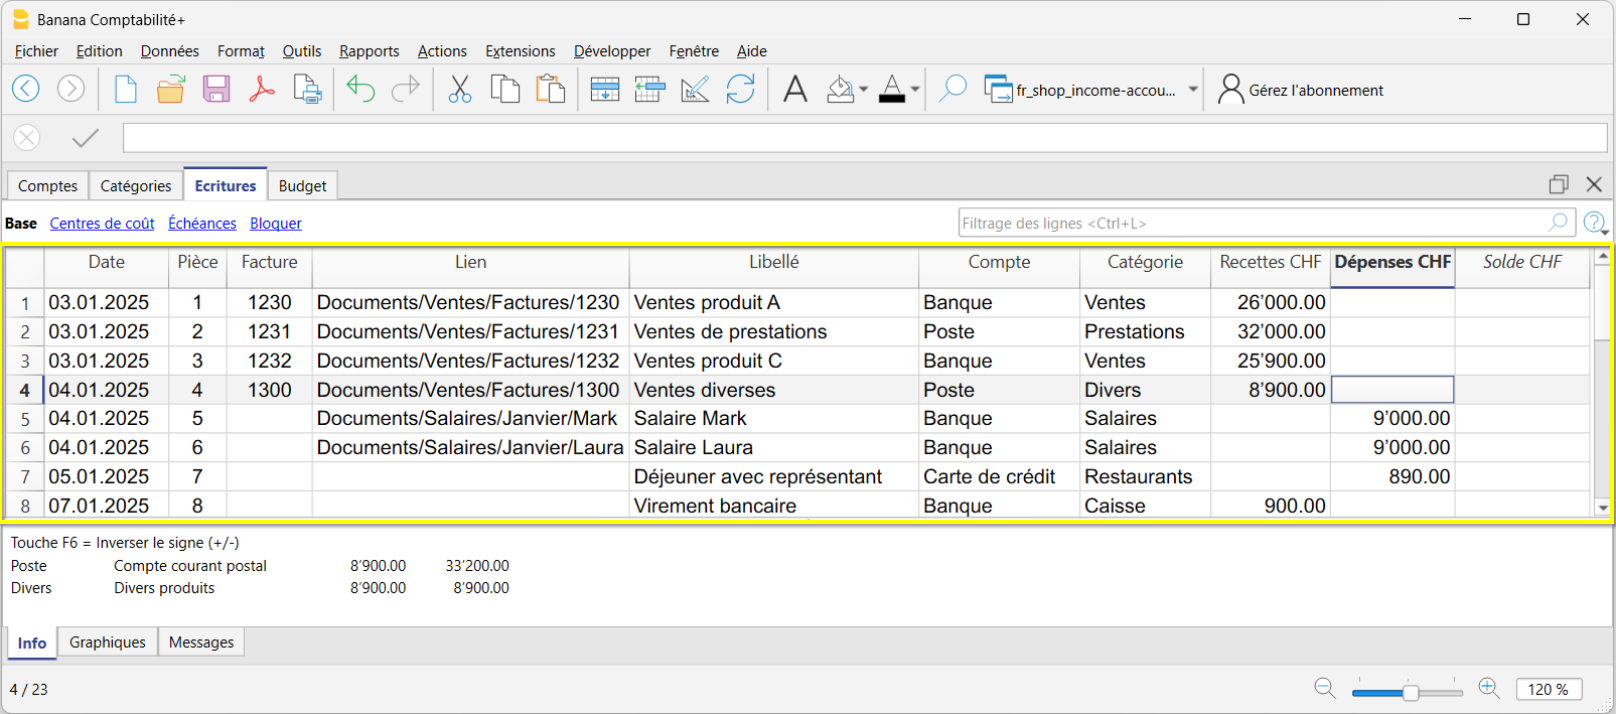 Banana Comptabilité+
Fichier Edition Données Format Outils Rapports Actions Extensions Développer Fenêtre Aide
fr_shop_income-accou... Gérez l'abonnement
Comptes Catégories Ecritures Budget
Base Centres de coût Échéances Bloquer Filtrage des lignes <Ctrl+L>
Date Pièce Facture Lien Libellé Compte Catégorie Recettes CHF Dépenses CHF Solde CHF
1 03.01.2025 1 1230 Documents/Ventes/Factures/1230 Ventes produit A Banque Ventes 26’000.00
2 03.01.2025 2 1231 Documents/Ventes/Factures/1231 Ventes de prestations Poste Prestations 32’000.00
3 03.01.2025 3 1232 Documents/Ventes/Factures/1232 Ventes produit C Banque Ventes 25’900.00
4 04.01.2025 4 1300 Documents/Ventes/Factures/1300 Ventes diverses Poste Divers 8’900.00
5 04.01.2025 5 Documents/Salaires/Janvier/Mark Salaire Mark Banque Salaires 9’000.00
6 04.01.2025 6 Documents/Salaires/Janvier/Laura Salaire Laura Banque Salaires 9’000.00
7 05.01.2025 7 Déjeuner avec représentant Carte de crédit Restaurants 890.00
8 07.01.2025 8 Virement bancaire Banque Caisse 900.00
Touche F6 = Inverser le signe (+/-)
Poste Compte courant postal 8’900.00 33’200.00
Divers Divers produits 8’900.00 8’900.00
Info Graphiques Messages
4 / 23 120 %